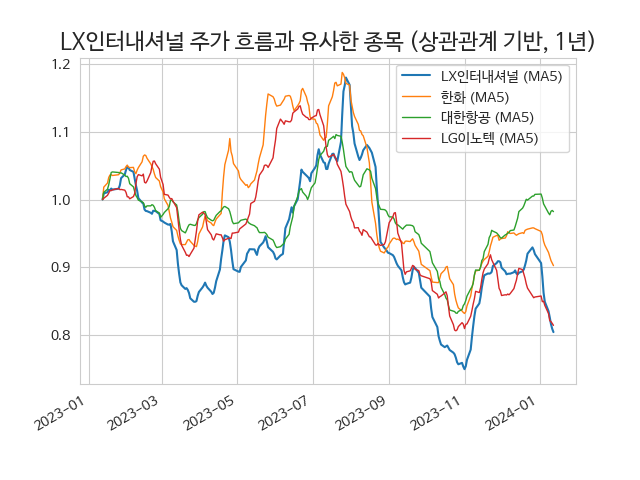 LX인터내셔널 주가 흐름과 유사한 종목 (상관관계 기반, 1년)
LX인터내셔널 (MA5)
한화 (MA5)
대한항공 (MA5)
LG이노텍 (MA5)
1.2
1.1
1.0
0.9
0.8
2023-01
2023-03
2023-05
2023-07
2023-09
2023-11
2024-01